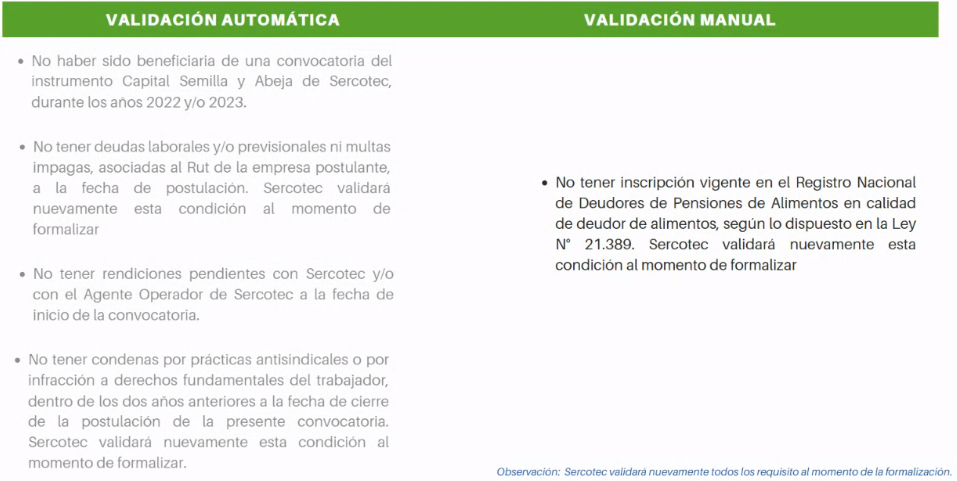 VALIDACIÓN AUTOMÁTICA
VALIDACIÓN MANUAL
• No haber sido beneficiaria de una convocatoria del
instrumento Capital Semilla y Abeja de Sercotec,
durante los años 2022 y/o 2023.
• No tener deudas laborales y/o previsionales ni multas
impagas, asociadas al Rut de la empresa postulante,
a la fecha de postulación. Sercotec validará
nuevamente esta condición al momento de
formalizar
• No tener rendiciones pendientes con Sercotec y/o
con el Agente Operador de Sercotec a la fecha de
inicio de la convocatoria.
• No tener condenas por prácticas antisindicales o por
infracción a derechos fundamentales del trabajador,
dentro de los dos años anteriores a la fecha de cierre
de la postulación de la presente convocatoria.
Sercotec validará nuevamente esta condición al
momento de formalizar.
• No tener inscripción vigente en el Registro Nacional
de Deudores de Pensiones de Alimentos en calidad
de deudor de alimentos, según lo dispuesto en la Ley
N° 21.389. Sercotec validará nuevamente esta
condición al momento de formalizar
Observación: Sercotec validará nuevamente todos los requisito al momento de la formalización.